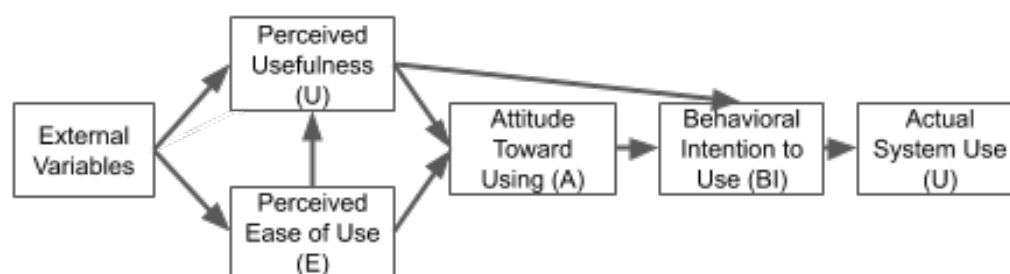 External
Variables
Perceived
Usefulness
(U)
Perceived
Ease of Use
(E)
Attitude
Toward
Using (A)
Behavioral
Intention to
Use (BI)
Actual
System Use
(U)